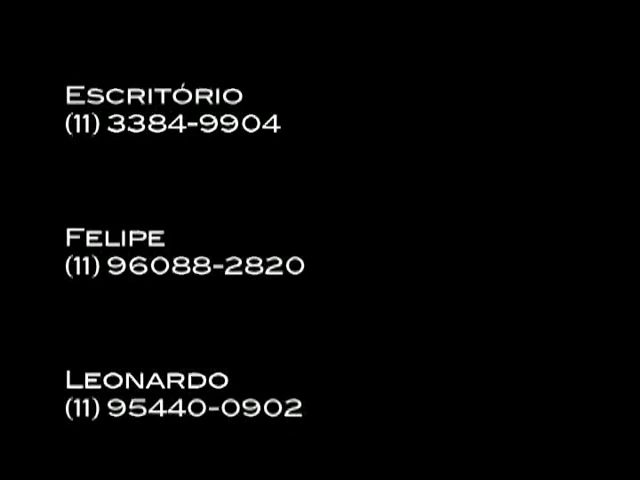 Escritório
(11) 3384-9904
Felipe
(11) 96088-2820
Leonardo
(11) 95440-0902